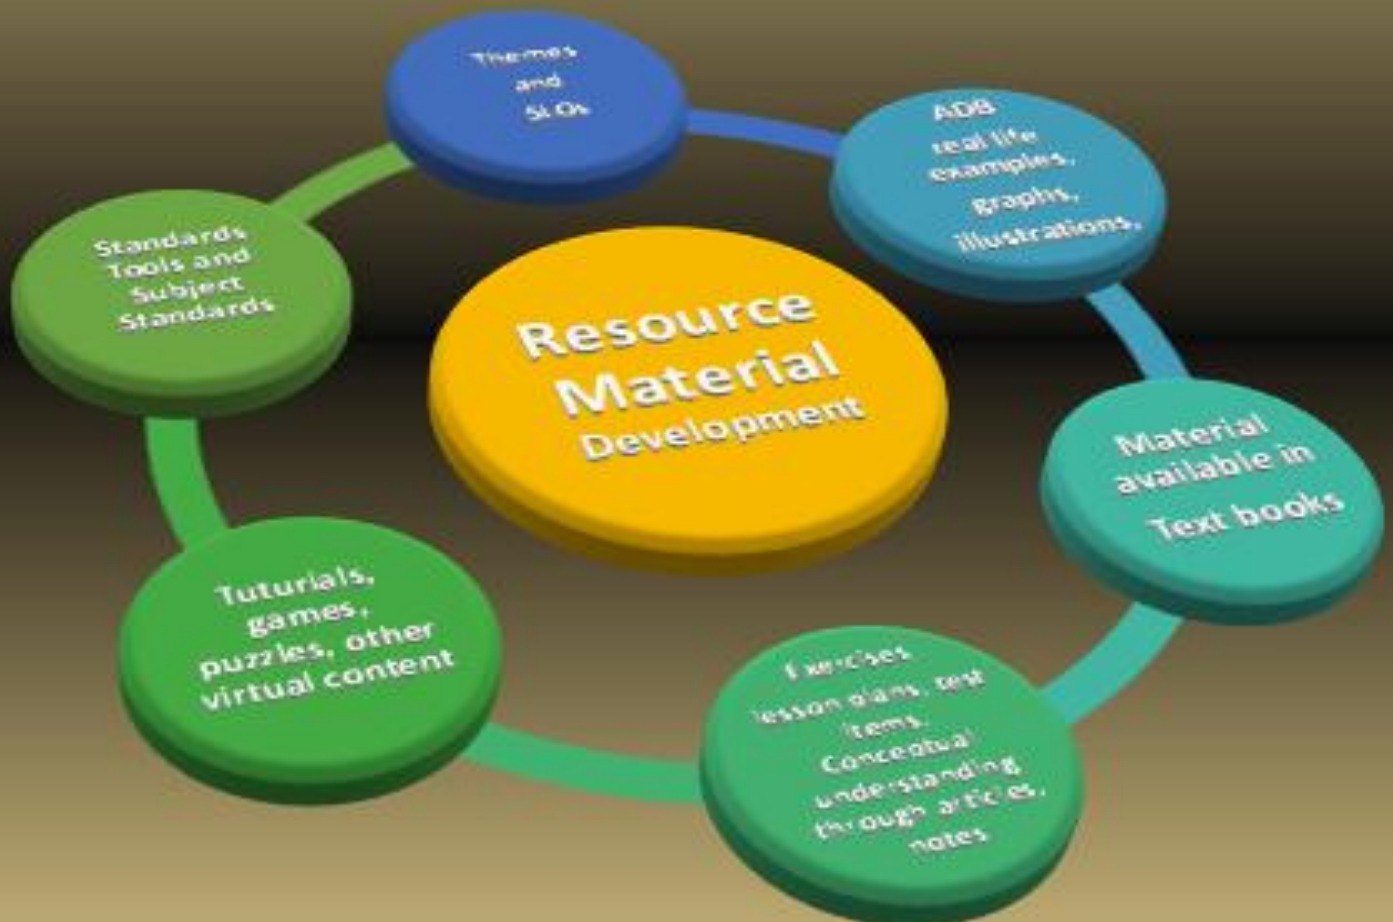 Resource
Material
Development
Themes
and
SLOs
ADB
real life
examples,
graphs,
illustrations,
Material
available in
Text books
Exercises
lesson plans, test
items.
Conceptual
understanding
through articles,
notes
Tuturials,
games,
puzzles, other
virtual content
Standards
Tools and
Subject
Standards